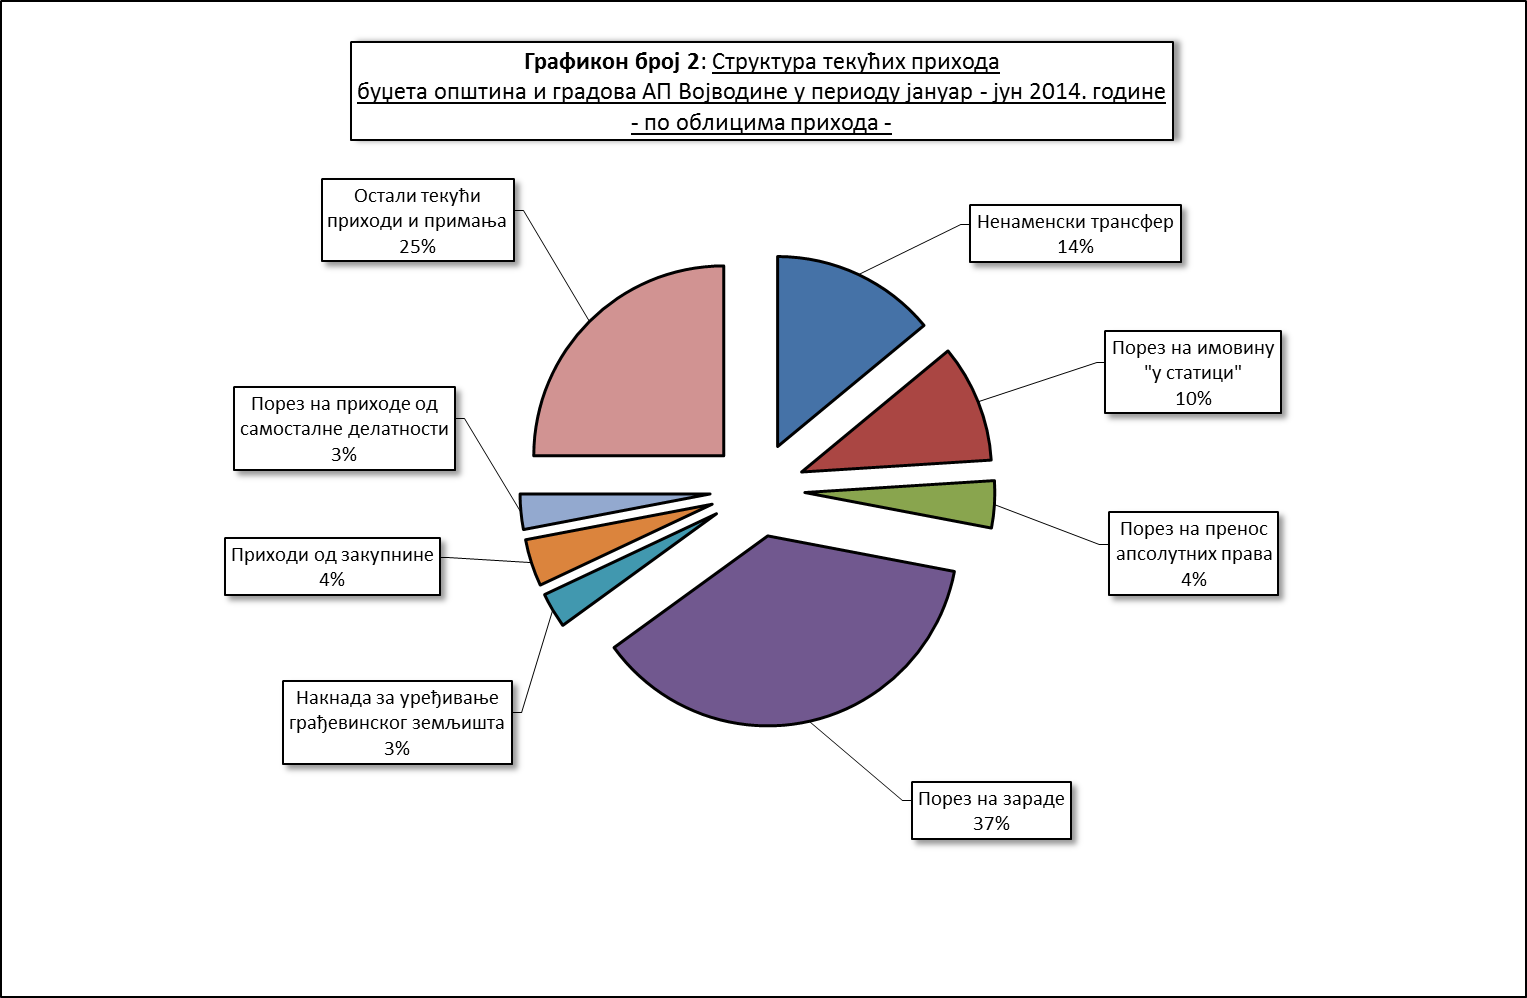 Графикон број 2: Структура текућих прихода
буџета општина и градова АП Војводине у периоду јануар - јун 2014. године
- по облицима прихода -
Остали текући
приходи и примања
25%
Ненаменски трансфер
14%
Порез на имовину
"у статици"
10%
Порез на приходе од
самосталне делатности
3%
Порез на пренос
апсолутних права
4%
Приходи од закупнине
4%
Накнада за уређивање
грађевинског земљишта
3%
Порез на зараде
37%